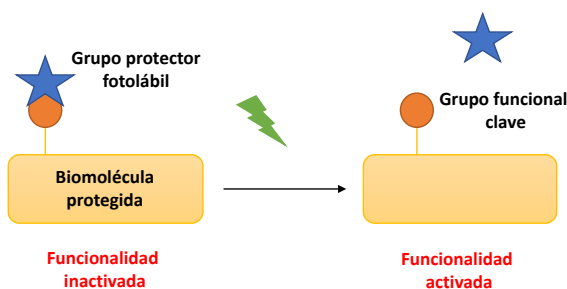 Grupo protector
fotolábil
Grupo funcional
clave
Biomolécula
protegida
Funcionalidad
inactivada
Funcionalidad
activada